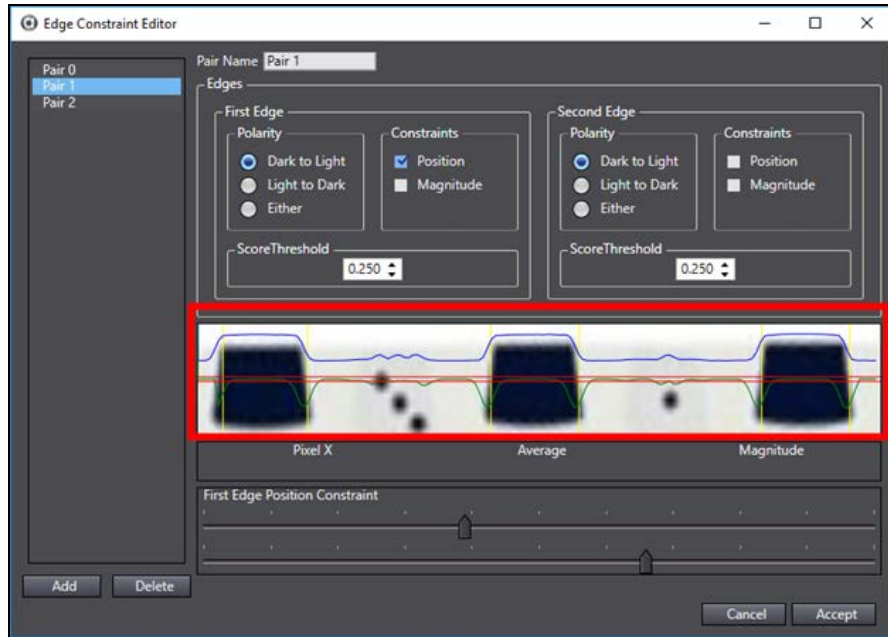 Edge Constraint Editor
Pair 0
Pair 1
Pair 2
Pair Name Pair 1
Edges
First Edge
Polarity
Dark to Light
Light to Dark
Either
Constraints
Position
Magnitude
ScoreThreshold
0.250
Second Edge
Polarity
Dark to Light
Light to Dark
Either
Constraints
Position
Magnitude
ScoreThreshold
0.250
Pixel X Average Magnitude
First Edge Position Constraint
Add Delete
Cancel Accept